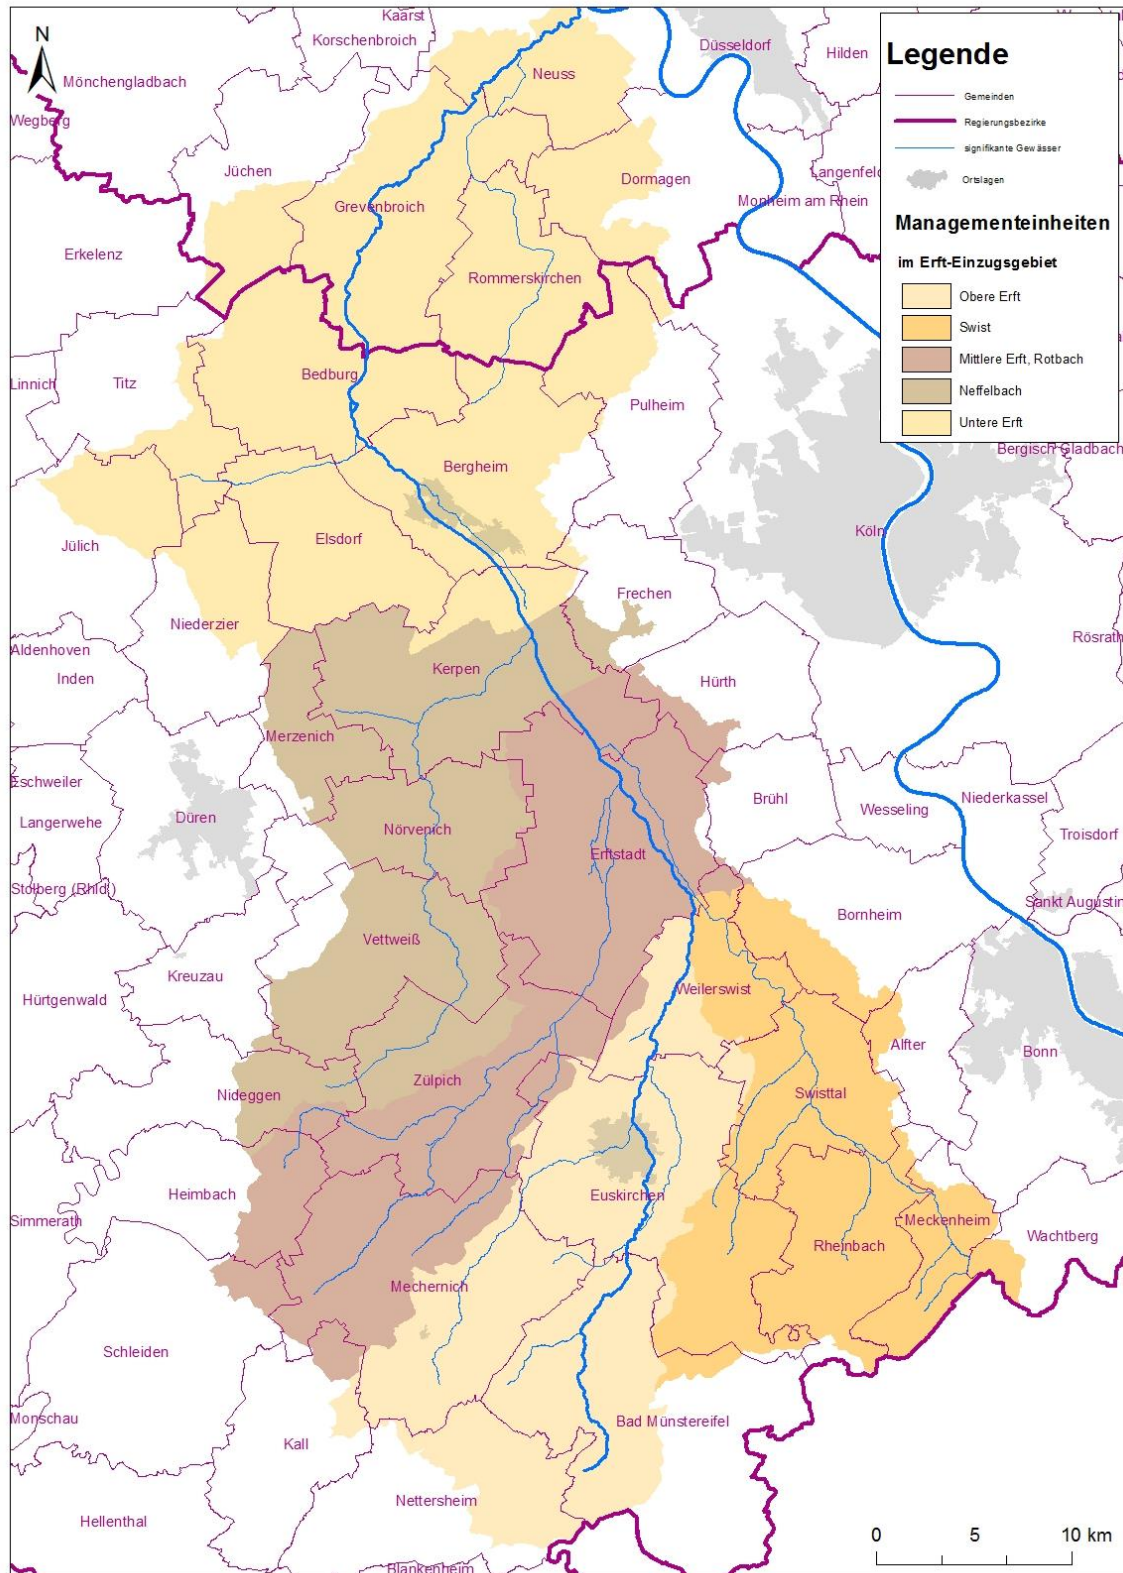 N
Kaarst
Korschenbroich
Düsseldorf
Hilden
Mönchengladbach
Neuss
Wegberg
Jüchen
Dormagen
Langenfeld
Monheim am Rhein
Grevenbroich
Erkelenz
Rommerskirchen
Legende
Gemeinden
Regierungsbezirke
signifikante Gewässer
Ortslagen
Managementeinheiten
im Erft-Einzugsgebiet
Obere Erft
Swist
Mittlere Erft, Rotbach
Neffelbach
Untere Erft
Linnich
Titz
Bedburg
Pulheim
Bergheim
Bergisch Gladbach
Köln
Jülich
Elsdorf
Frechen
Niederzier
Rösrath
Aldenhoven
Inden
Kerpen
Hürth
Merzenich
Eschweiler
Langerwehe
Düren
Nörvenich
Brühl
Wesseling
Niederkassel
Troisdorf
Erftstadt
Stolberg (Rhld.)
Sankt Augustin
Bornheim
Vettweiß
Kreuzau
Hürtgenwald
Weilerswist
Alfter
Bonn
Nideggen
Zülpich
Swisttal
Heimbach
Euskirchen
Simmerath
Rheinbach
Meckenheim
Wachtberg
Mechernich
Schleiden
Monschau
Kall
Bad Münstereifel
Nettersheim
Hellenthal
Blankenheim
0 5 10 km